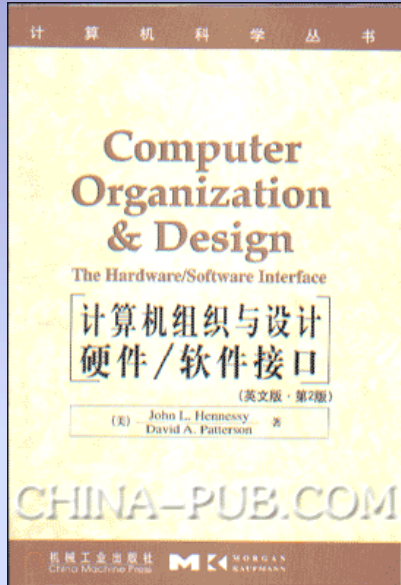 计算机科学丛书
Computer
Organization
& Design
The Hardware/Software Interface
计算机组织与设计
硬件/软件接口
(英文版·第2版)
(美) John L. Hennessy
David A. Patterson 著
CHINA-PUB.COM
机械工业出版社
China Machine Press
MORGAN
KAUFMANN